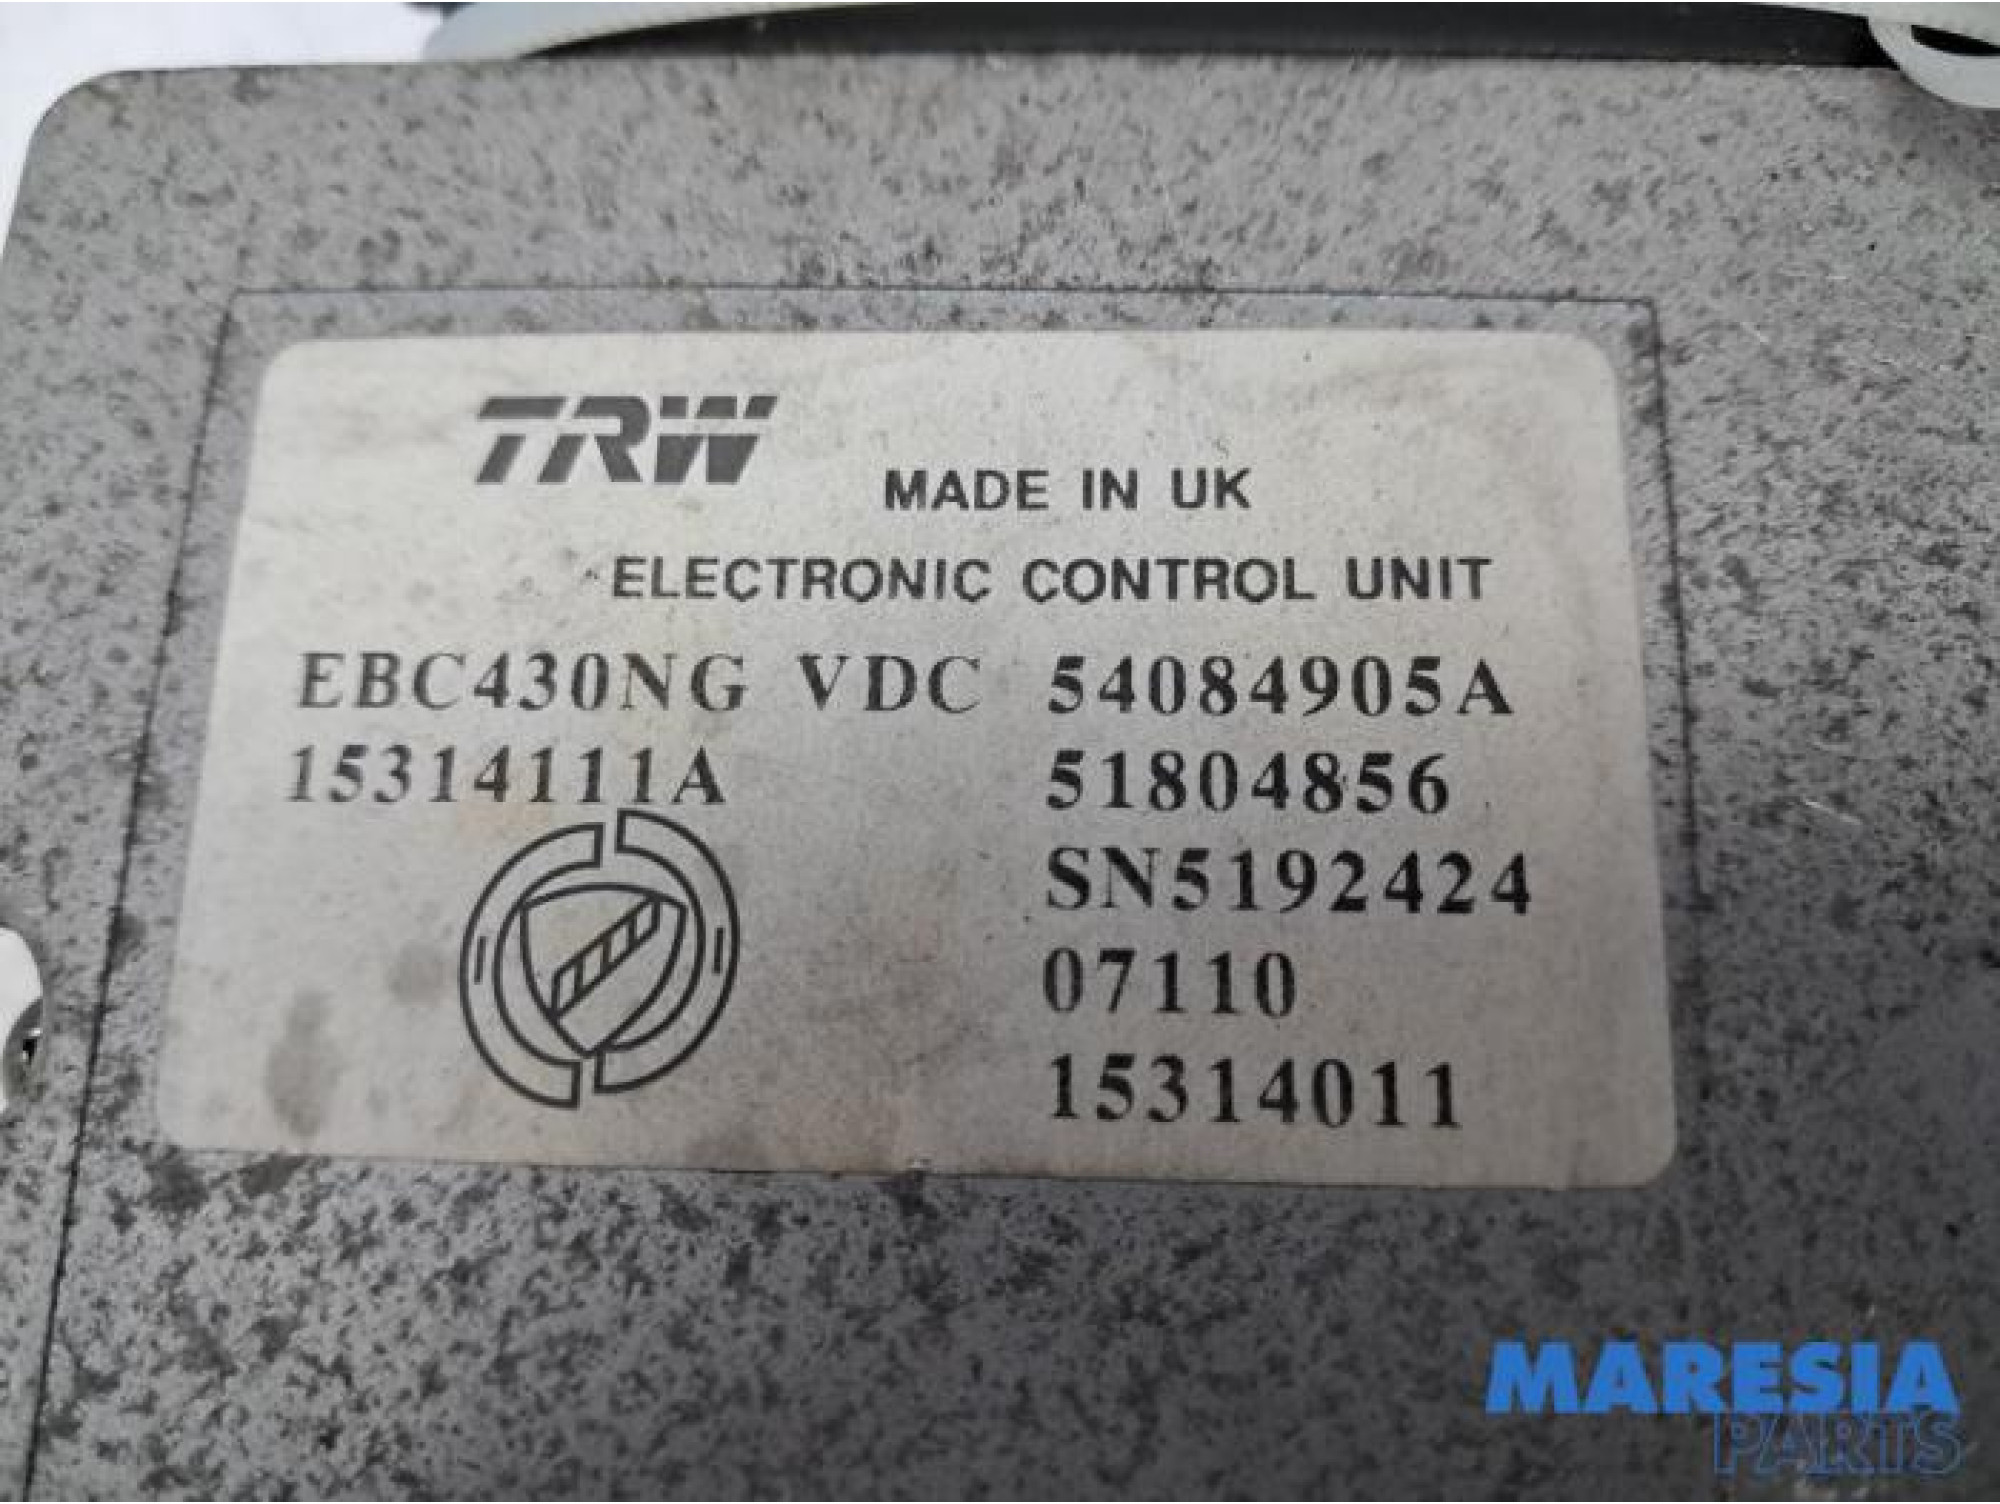 TRW
MADE IN UK
ELECTRONIC CONTROL UNIT
EBC430NG VDC 54084905A
15314111A 51804856
SN5192424
07110
15314011
MARESIA
PARTS